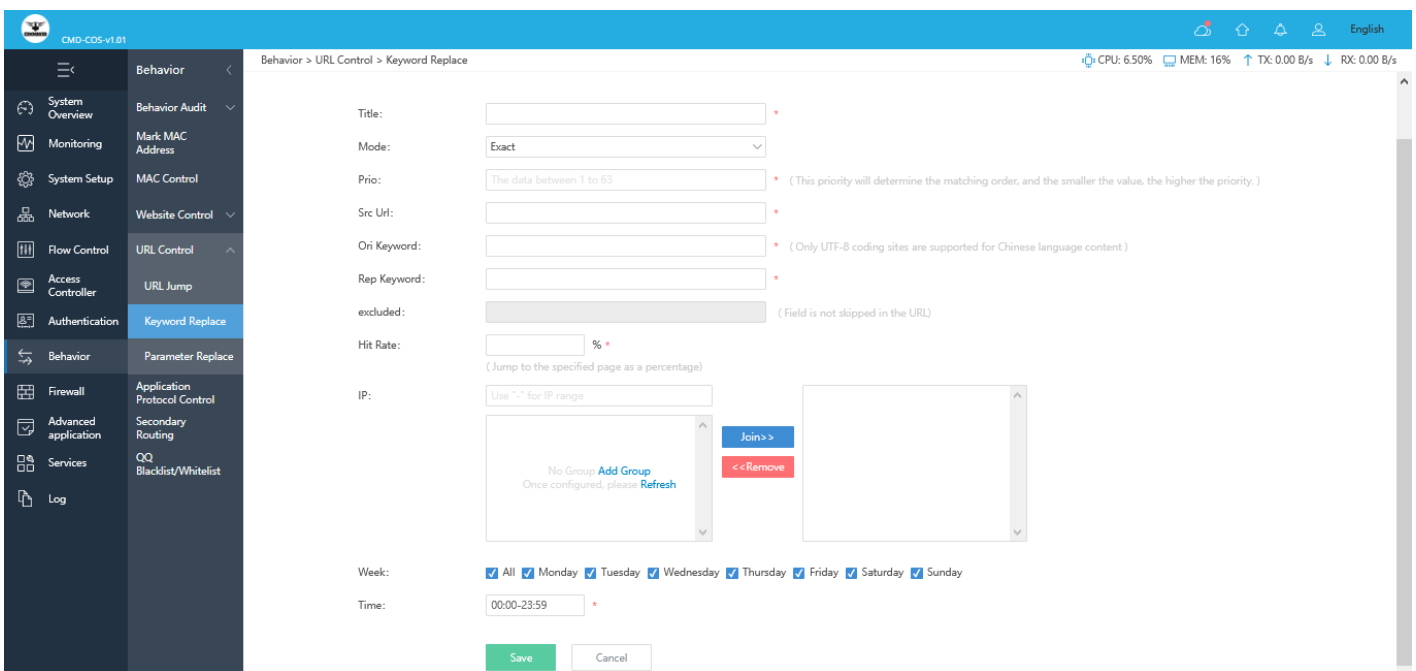 CMD-COS-v1.01
English
Behavior
Behavior > URL Control > Keyword Replace
CPU: 6.50% MEM: 16% TX: 0.00 B/s RX: 0.00 B/s
System Overview
Monitoring
System Setup
Network
Flow Control
Access Controller
Authentication
Behavior
Firewall
Advanced application
Services
Log
Behavior Audit
Mark MAC Address
MAC Control
Website Control
URL Control
URL Jump
Keyword Replace
Parameter Replace
Application Protocol Control
Secondary Routing
QQ Blacklist/Whitelist
Title: *
Mode: Exact
Prio: The data between 1 to 63 * ( This priority will determine the matching order, and the smaller the value, the higher the priority. )
Src Url: *
Ori Keyword: * ( Only UTF-8 coding sites are supported for Chinese language content )
Rep Keyword: *
excluded: ( Field is not skipped in the URL)
Hit Rate: % *
( Jump to the specified page as a percentage)
IP: Use "-" for IP range
No Group Add Group
Once configured, please Refresh
Join>>
<<Remove
Week: All Monday Tuesday Wednesday Thursday Friday Saturday Sunday
Time: 00:00-23:59 *
Save Cancel